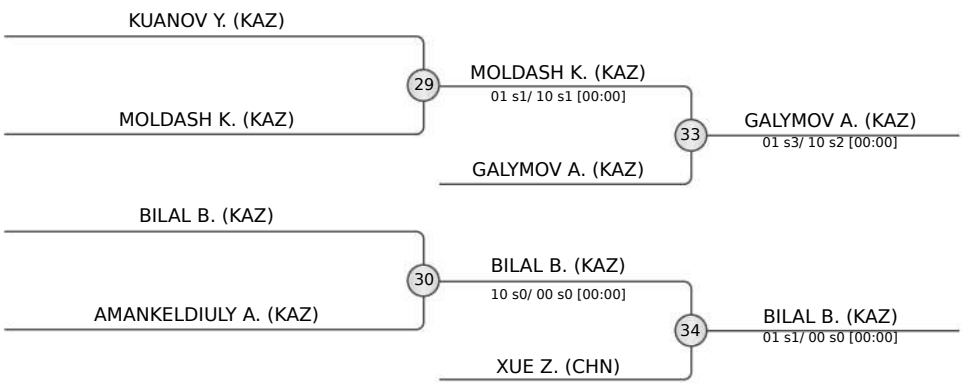 KUANOV Y. (KAZ)
29
MOLDASH K. (KAZ)
01 s1/ 10 s1 [00:00]
MOLDASH K. (KAZ)
33
GALYMOV A. (KAZ)
01 s3/ 10 s2 [00:00]
GALYMOV A. (KAZ)
BILAL B. (KAZ)
30
BILAL B. (KAZ)
10 s0/ 00 s0 [00:00]
AMANKELDIULY A. (KAZ)
34
BILAL B. (KAZ)
01 s1/ 00 s0 [00:00]
XUE Z. (CHN)